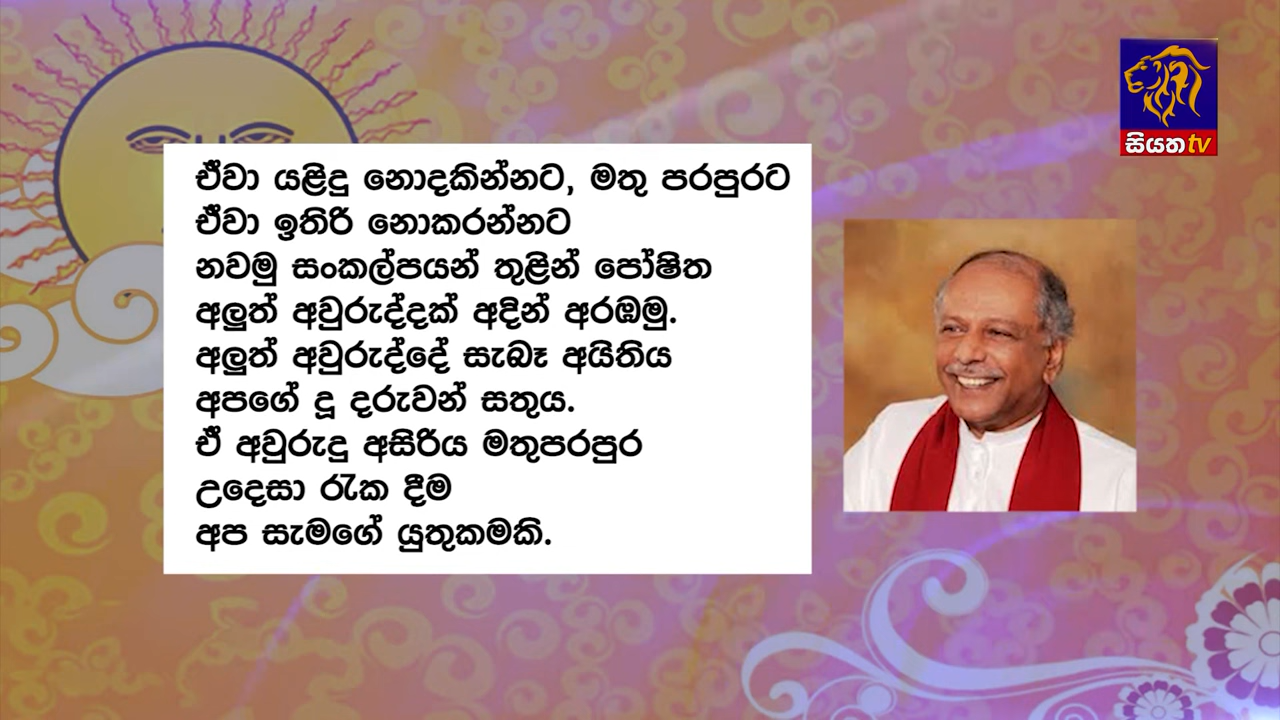 සියත tv
ඒවා යළිදු නොදකින්නට, මතු පරපුරට
ඒවා ඉතිරි නොකරන්නට
නවමු සංකල්පයන් තුළින් පෝෂිත
අලුත් අවුරුද්දක් අදින් අරඹමු.
අලුත් අවුරුද්දේ සැබෑ අයිතිය
අපගේ දූ දරුවන් සතුය.
ඒ අවුරුදු අසිරිය මතුපරපුර
උදෙසා රැක දීම
අප සැමගේ යුතුකමකි.